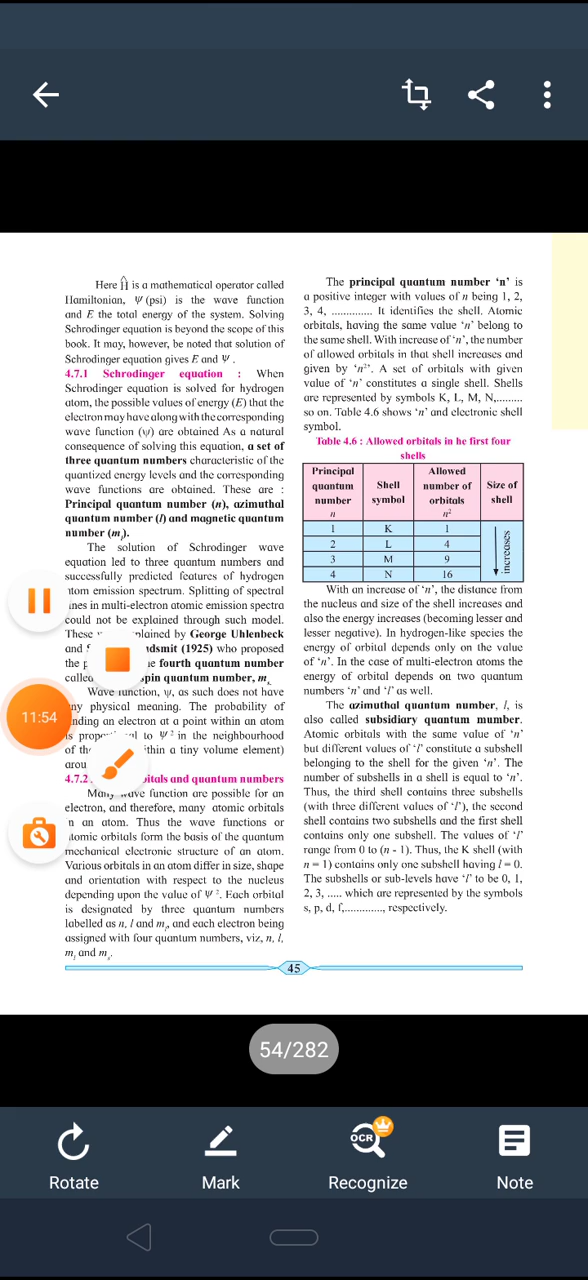 Here Ĥ is a mathematical operator called
Hamiltonian, Ψ (psi) is the wave function
and E the total energy of the system. Solving
Schrodinger equation is beyond the scope of this
book. It may, however, be noted that solution of
Schrodinger equation gives E and Ψ .
4.7.1 Schrodinger equation : When
Schrodinger equation is solved for hydrogen
atom, the possible values of energy (E) that the
electron may have along with the corresponding
wave function (ψ) are obtained As a natural
consequence of solving this equation, a set of
three quantum numbers characteristic of the
quantized energy levels and the corresponding
wave functions are obtained. These are :
Principal quantum number (n), azimuthal
quantum number (l) and magnetic quantum
number (mₗ).
The solution of Schrodinger wave
equation led to three quantum numbers and
successfully predicted features of hydrogen
atom emission spectrum. Splitting of spectral
lines in multi-electron atomic emission spectra
could not be explained through such model.
These plained by George Uhlenbeck
and udsmit (1925) who proposed
the p e fourth quantum number
called spin quantum number, mₛ
Wave function, ψ, as such does not have
any physical meaning. The probability of
finding an electron at a point within an atom
is propo al to Ψ² in the neighbourhood
of the ithin a tiny volume element)
arou
4.7.2 bitals and quantum numbers
Many wave function are possible for an
electron, and therefore, many atomic orbitals
in an atom. Thus the wave functions or
atomic orbitals form the basis of the quantum
mechanical electronic structure of an atom.
Various orbitals in an atom differ in size, shape
and orientation with respect to the nucleus
depending upon the value of Ψ ². Each orbital
is designated by three quantum numbers
labelled as n, l and mₗ, and each electron being
assigned with four quantum numbers, viz, n, l,
mₗ and mₛ.
The principal quantum number 'n' is
a positive integer with values of n being 1, 2,
3, 4, .............. It identifies the shell. Atomic
orbitals, having the same value 'n' belong to
the same shell. With increase of 'n', the number
of allowed orbitals in that shell increases and
given by 'n²'. A set of orbitals with given
value of 'n' constitutes a single shell. Shells
are represented by symbols K, L, M, N,.........
so on. Table 4.6 shows 'n' and electronic shell
symbol.
Table 4.6 : Allowed orbitals in he first four
shells
Principal quantum number n Shell symbol Allowed number of orbitals n² Size of shell
1 K 1
2 L 4
3 M 9
4 N 16
increases
With an increase of 'n', the distance from
the nucleus and size of the shell increases and
also the energy increases (becoming lesser and
lesser negative). In hydrogen-like species the
energy of orbital depends only on the value
of 'n'. In the case of multi-electron atoms the
energy of orbital depends on two quantum
numbers 'n' and 'l' as well.
The azimuthal quantum number, l, is
also called subsidiary quantum mumber.
Atomic orbitals with the same value of 'n'
but different values of 'l' constitute a subshell
belonging to the shell for the given 'n'. The
number of subshells in a shell is equal to 'n'.
Thus, the third shell contains three subshells
(with three different values of 'l'), the second
shell contains two subshells and the first shell
contains only one subshell. The values of 'l'
range from 0 to (n - 1). Thus, the K shell (with
n = 1) contains only one subshell having l = 0.
The subshells or sub-levels have 'l' to be 0, 1,
2, 3, ..... which are represented by the symbols
s, p, d, f,............., respectively.
11:54
45
54/282
OCR
Rotate
Mark
Recognize
Note